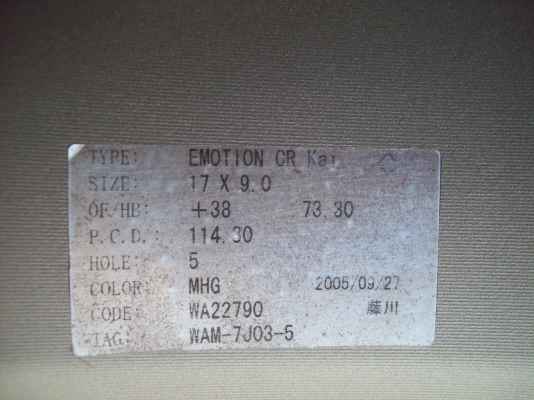 TYPE: EMOTION CR Kai
SIZE: 17 X 9.0
OF/HB: +38 73.30
P.C.D.: 114.30
HOLE: 5
COLOR: MHG 2005/09/27
CODE: WA22790 藤川
TAG: WAM-7J03-5